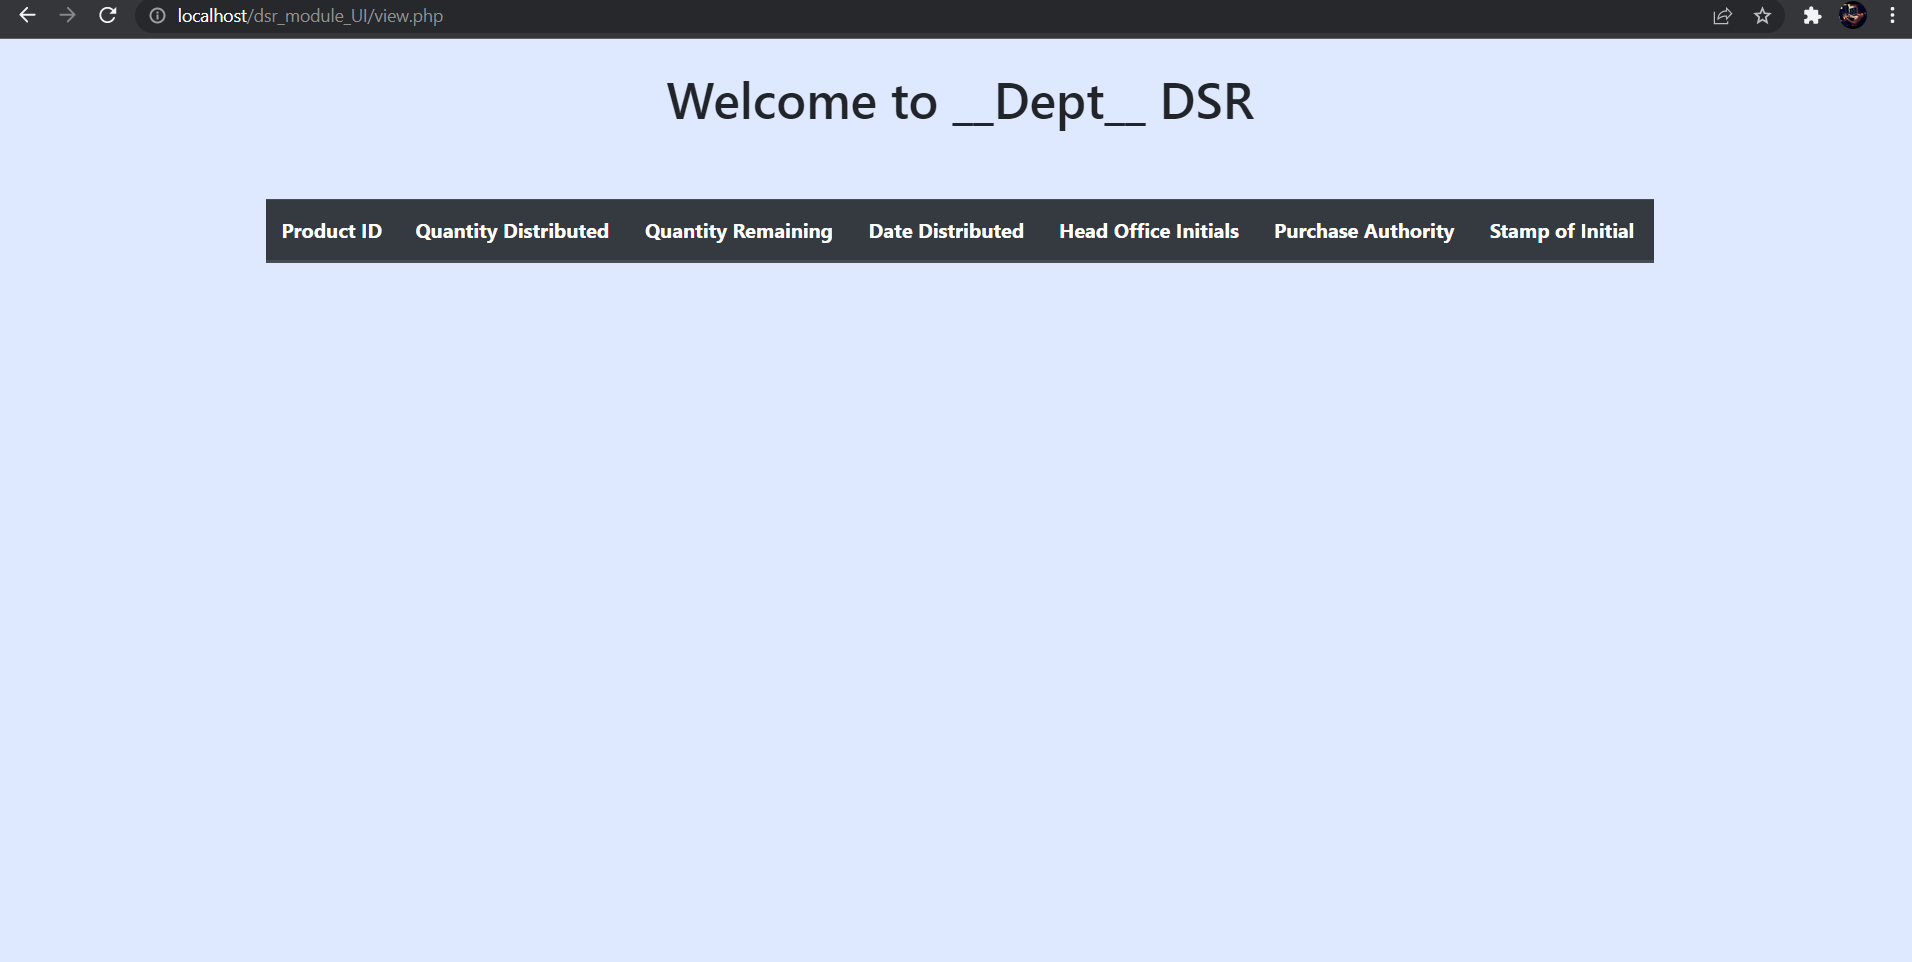 localhost/dsr_module_UI/view.php
Welcome to __Dept__ DSR
Product ID Quantity Distributed Quantity Remaining Date Distributed Head Office Initials Purchase Authority Stamp of Initial